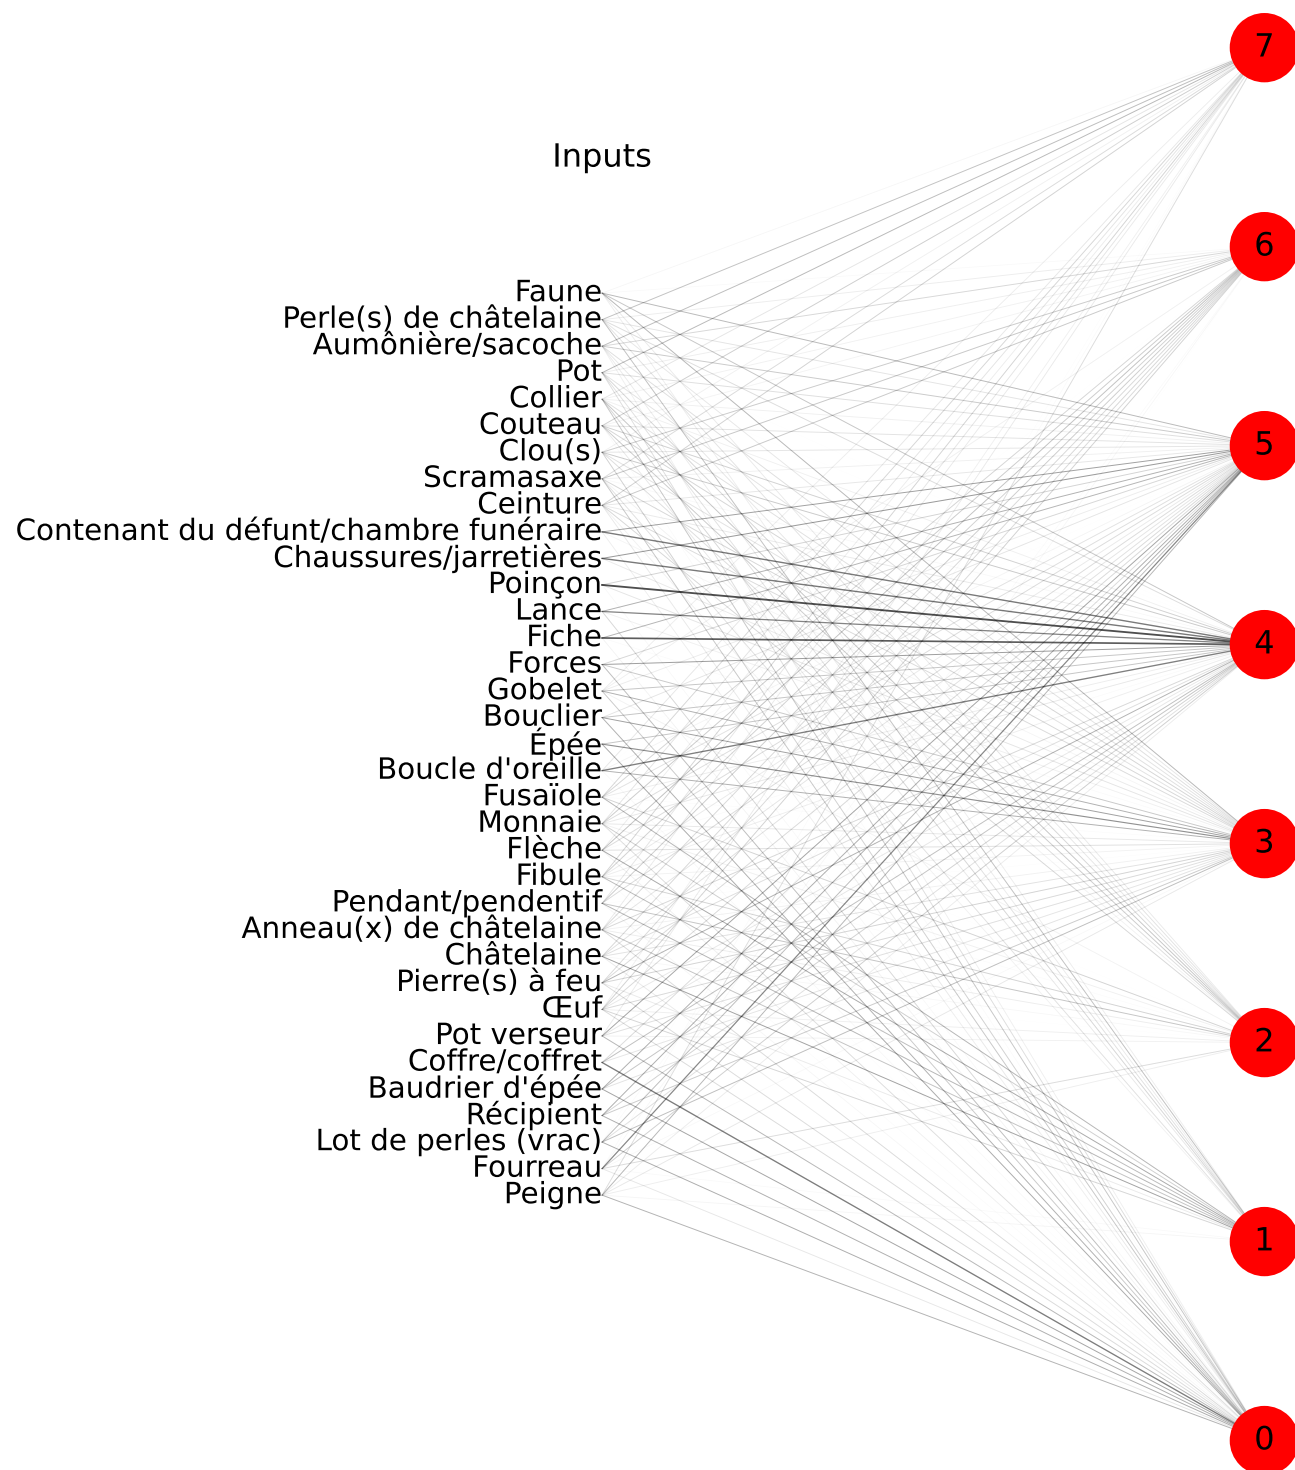 7
Inputs
6
Faune
Perle(s) de châtelaine
Aumônière/sacoche
Pot
Collier
Couteau
5
Clou(s)
Scramasaxe
Ceinture
Contenant du défunt/chambre funéraire
Chaussures/jarretières
Poinçon
Lance
Fiche
4
Forces
Gobelet
Bouclier
Épée
Boucle d'oreille
Fusaïole
Monnaie
3
Flèche
Fibule
Pendant/pendentif
Anneau(x) de châtelaine
Châtelaine
Pierre(s) à feu
Œuf
Pot verseur
2
Coffre/coffret
Baudrier d'épée
Récipient
Lot de perles (vrac)
Fourreau
Peigne
1
0